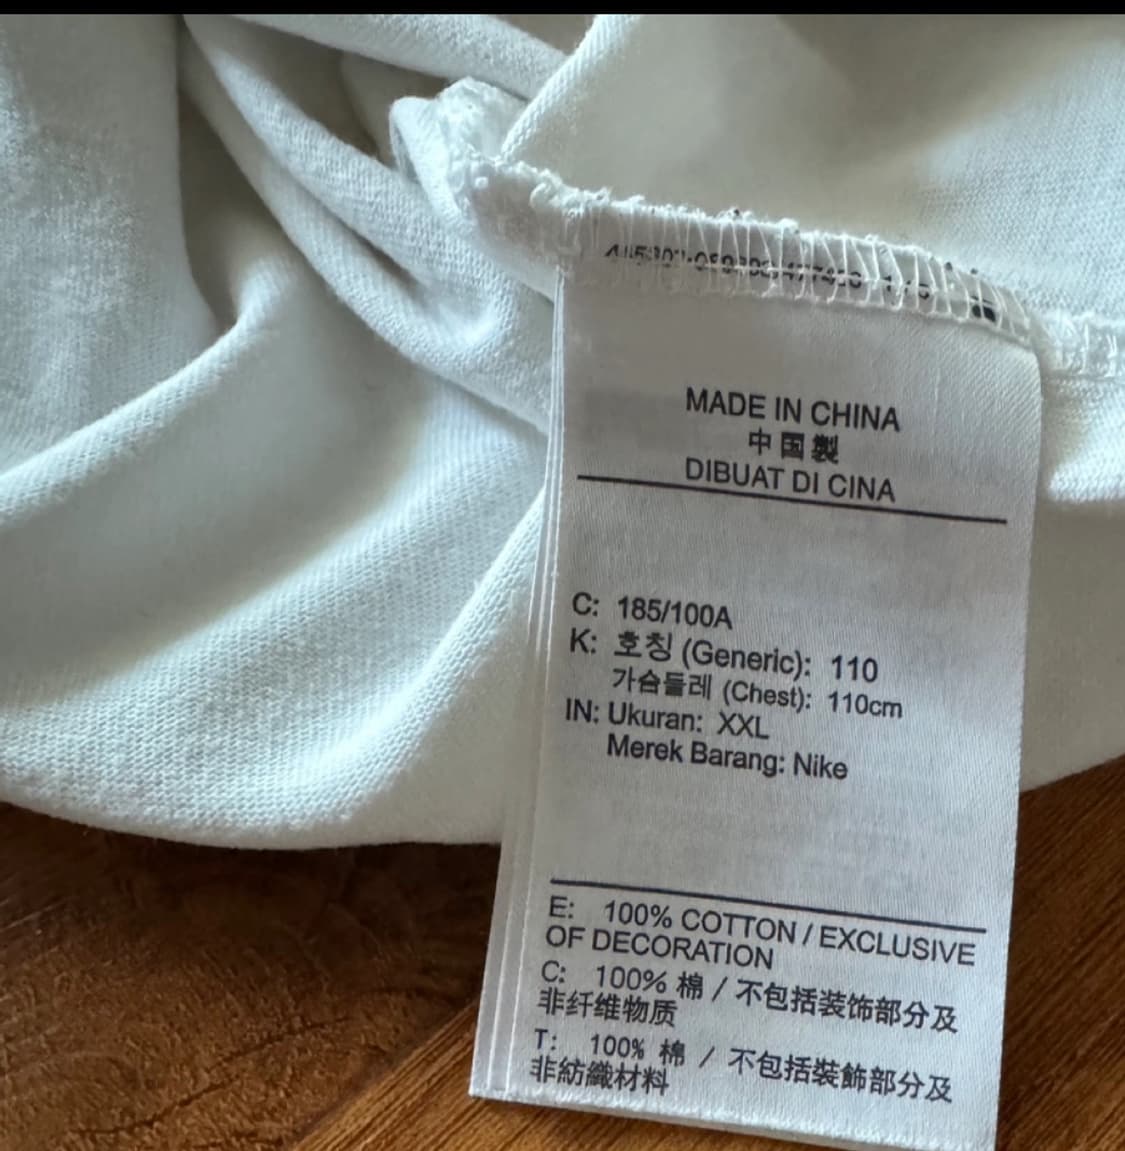 MADE IN CHINA
中国製
DIBUAT DI CINA
C: 185/100A
K: 호칭 (Generic): 110
가슴둘레 (Chest): 110cm
IN: Ukuran: XXL
Merek Barang: Nike
E: 100% COTTON / EXCLUSIVE
OF DECORATION
C: 100% 棉 / 不包括装饰部分及
非纤维物质
T: 100% 棉 / 不包括裝飾部分及
非紡織材料